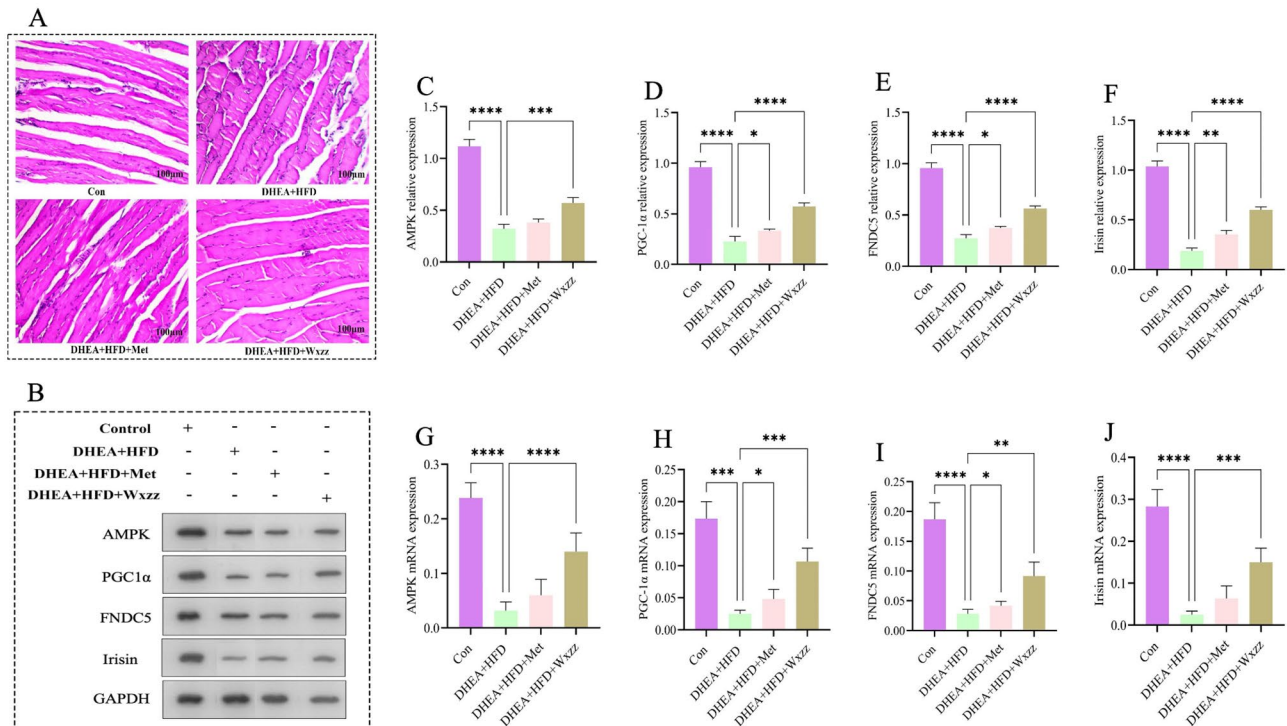 A
100μm
100μm
Con
DHEA+HFD
100μm
100μm
DHEA+HFD+Met
DHEA+HFD+Wxzz
B
Control + - - -
DHEA+HFD - + - -
DHEA+HFD+Met - - + -
DHEA+HFD+Wxzz - - - +
AMPK
PGC1α
FNDC5
Irisin
GAPDH
C
AMPK relative expression
1.5
1.0
0.5
0.0
**** ***
Con
DHEA+HFD
DHEA+HFD+Met
DHEA+HFD+Wxzz
D
PGC-1α relative expression
1.5
1.0
0.5
0.0
****
**** *
Con
DHEA+HFD
DHEA+HFD+Met
DHEA+HFD+Wxzz
E
FNDC5 relative expression
1.5
1.0
0.5
0.0
****
**** *
Con
DHEA+HFD
DHEA+HFD+Met
DHEA+HFD+Wxzz
F
Irisin relative expression
1.5
1.0
0.5
0.0
****
**** **
Con
DHEA+HFD
DHEA+HFD+Met
DHEA+HFD+Wxzz
G
AMPK mRNA expression
0.3
0.2
0.1
0.0
**** ****
Con
DHEA+HFD
DHEA+HFD+Met
DHEA+HFD+Wxzz
H
PGC-1α mRNA expression
0.25
0.20
0.15
0.10
0.05
0.00
***
*** *
Con
DHEA+HFD
DHEA+HFD+Met
DHEA+HFD+Wxzz
I
FNDC5 mRNA expression
0.25
0.20
0.15
0.10
0.05
0.00
**
**** *
Con
DHEA+HFD
DHEA+HFD+Met
DHEA+HFD+Wxzz
J
Irisin mRNA expression
0.4
0.3
0.2
0.1
0.0
**** ***
Con
DHEA+HFD
DHEA+HFD+Met
DHEA+HFD+Wxzz